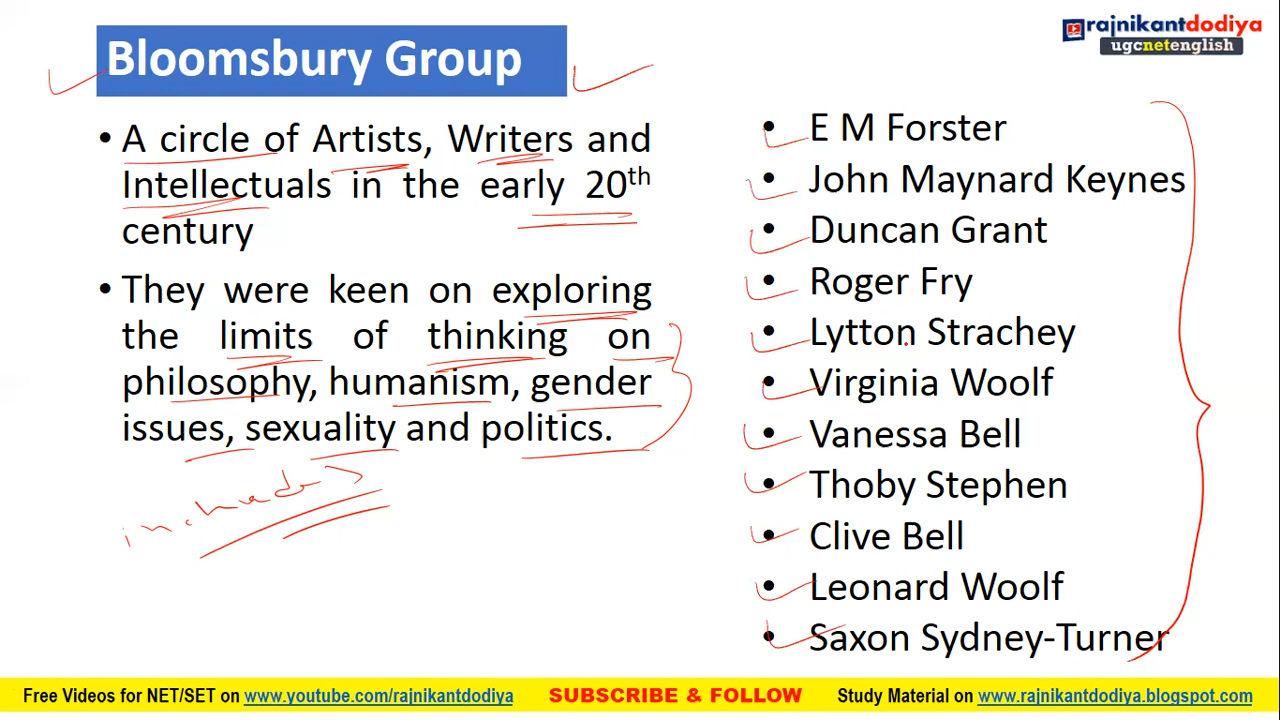 rajnikantdodiya
ugcnetenglish
Bloomsbury Group
• A circle of Artists, Writers and
Intellectuals in the early 20th
century
• They were keen on exploring
the limits of thinking on
philosophy, humanism, gender
issues, sexuality and politics.
• E M Forster
• John Maynard Keynes
• Duncan Grant
• Roger Fry
• Lytton Strachey
• Virginia Woolf
• Vanessa Bell
• Thoby Stephen
• Clive Bell
• Leonard Woolf
• Saxon Sydney-Turner
Free Videos for NET/SET on www.youtube.com/rajnikantdodiya SUBSCRIBE & FOLLOW Study Material on www.rajnikantdodiya.blogspot.com